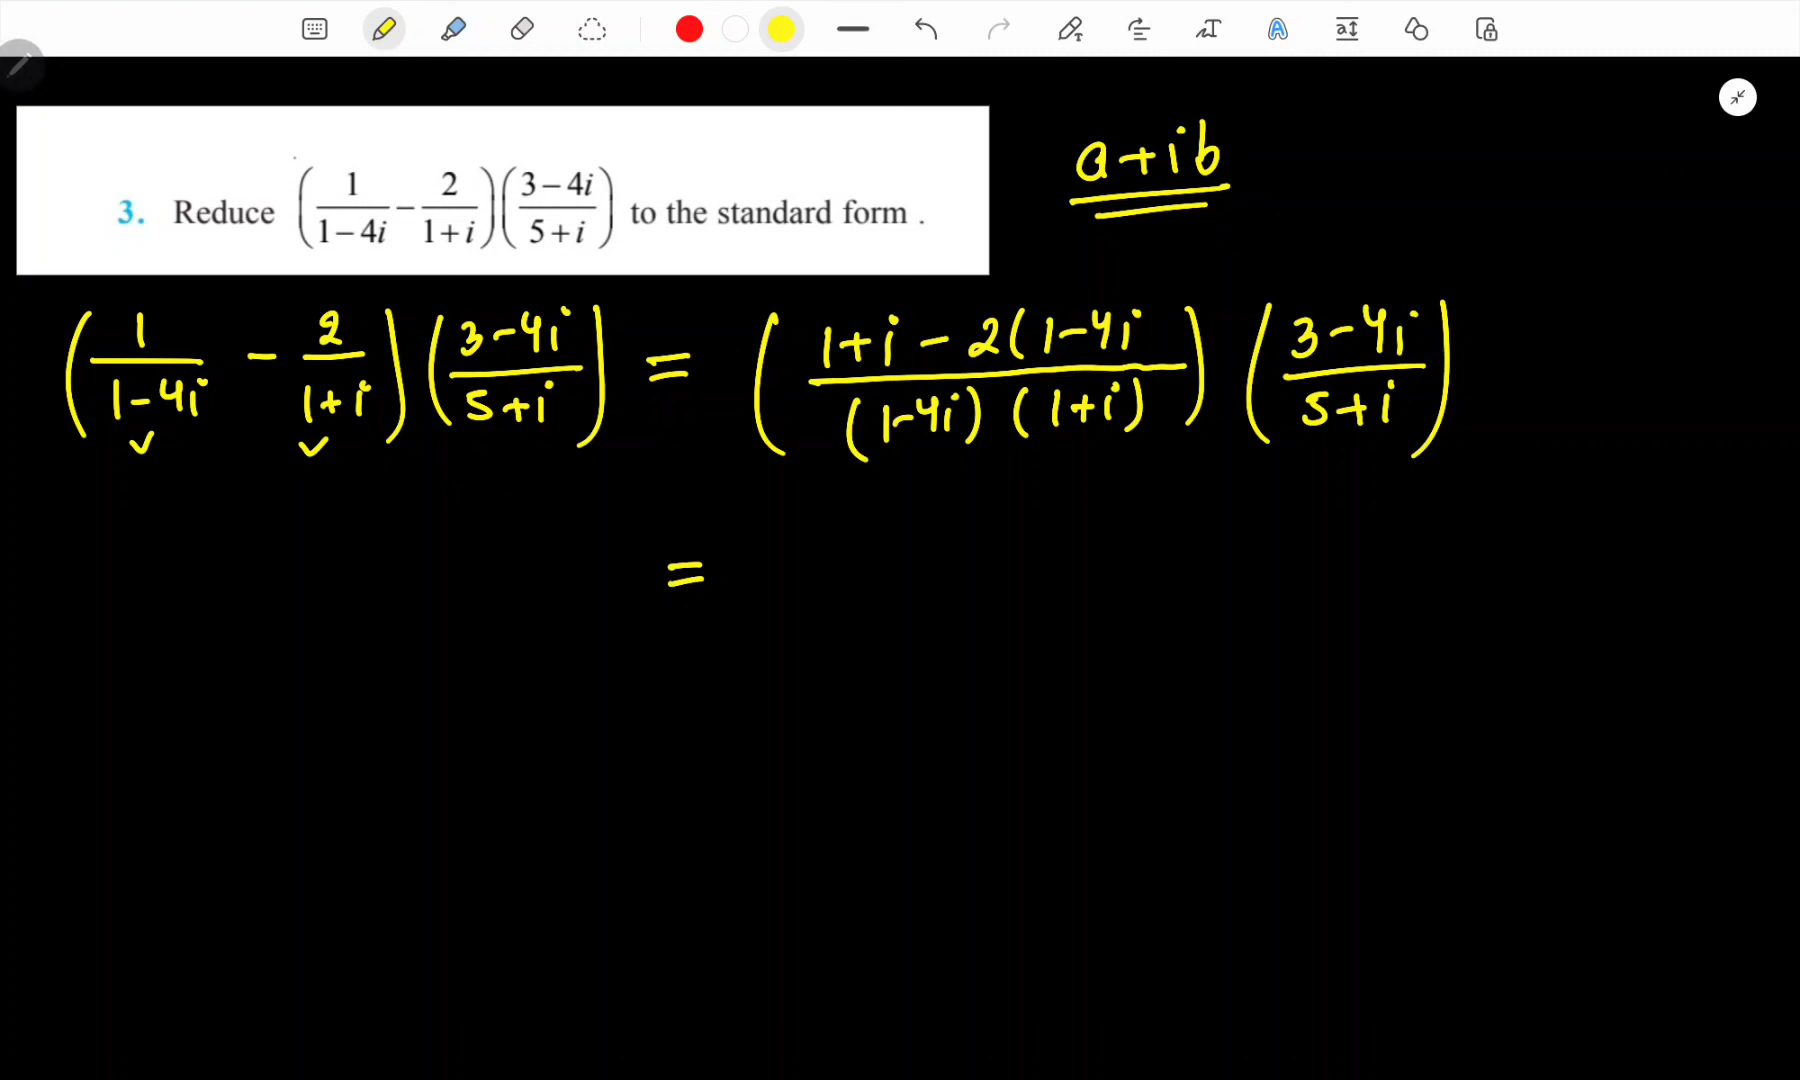 a+ib
3. Reduce (1/(1-4i) - 2/(1+i))((3-4i)/(5+i)) to the standard form .
(1/(1-4i) - 2/(1+i)) ((3-4i)/(5+i)) = ((1+i-2(1-4i)/((1-4i)(1+i))) ((3-4i)/(5+i))
=